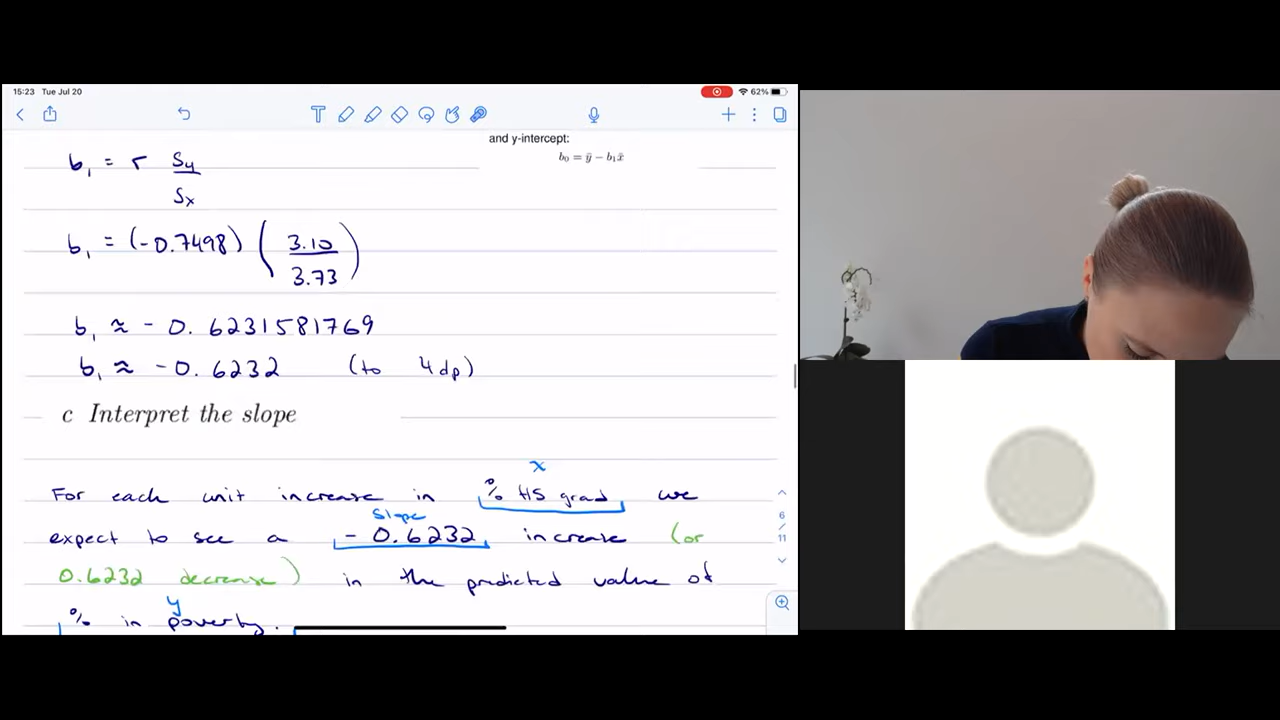 15:23 Tue Jul 20
62%
and y-intercept:
b₀ = ȳ − b₁x̄
b₁ = r Sy
Sx
b₁ = (-0.7498) (3.10
3.73)
b₁ ≈ -0.6231581769
b₁ ≈ -0.6232 (to 4dp)
c Interpret the slope
x
For each unit increase in % HS grad we
slope
expect to see a -0.6232 increase (or
0.6232 decrease) in the predicted value of
y
% in poverty.
6
/
11